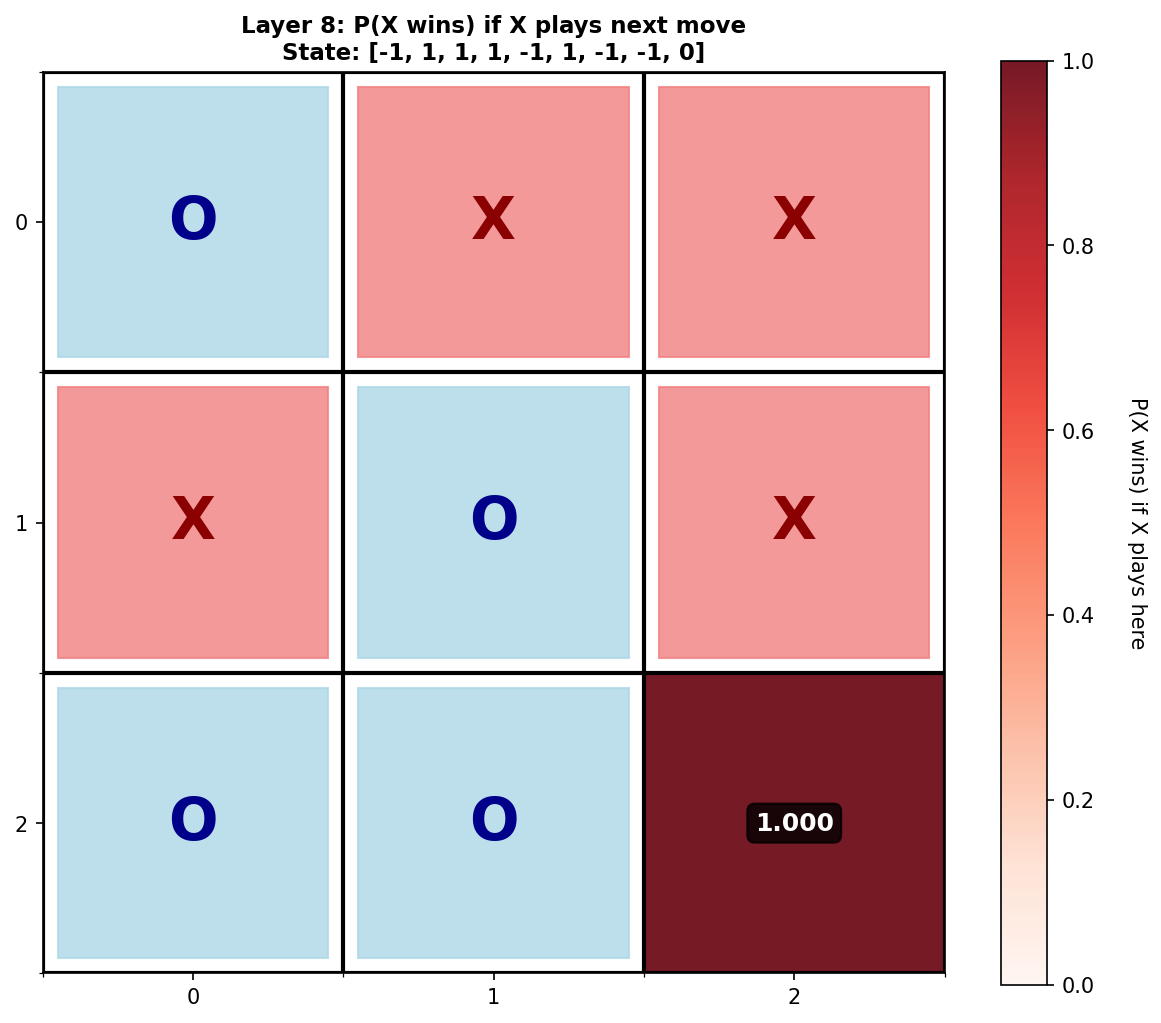 Layer 8: P(X wins) if X plays next move
State: [-1, 1, 1, 1, -1, 1, -1, -1, 0]
1.0
0
O
X
X
0.8
0.6
1
X
O
X
P(X wins) if X plays here
0.4
0.2
2
O
O
1.000
0.0
0
1
2